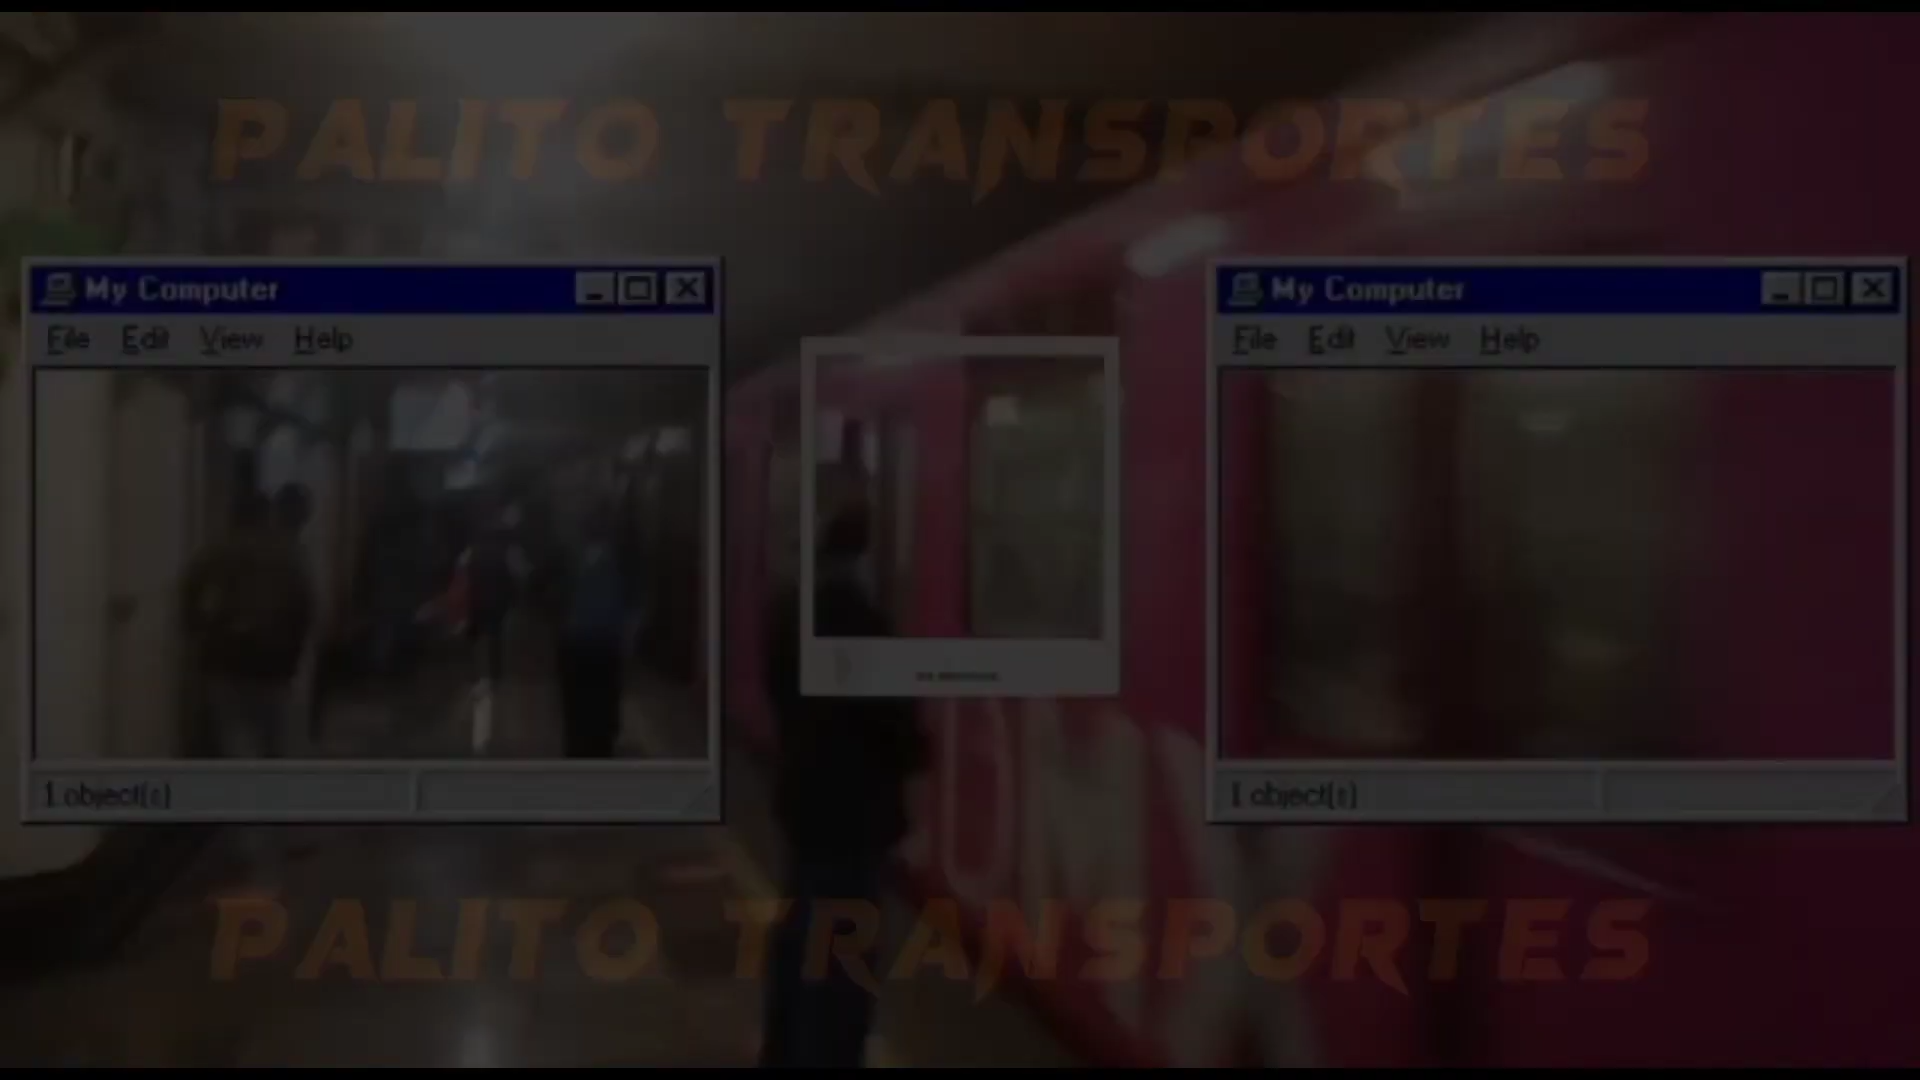 PALITO TRANSPORTES
My Computer
File Edit View Help
1 object(s)
My Computer
File Edit View Help
1 object(s)
PALITO TRANSPORTES